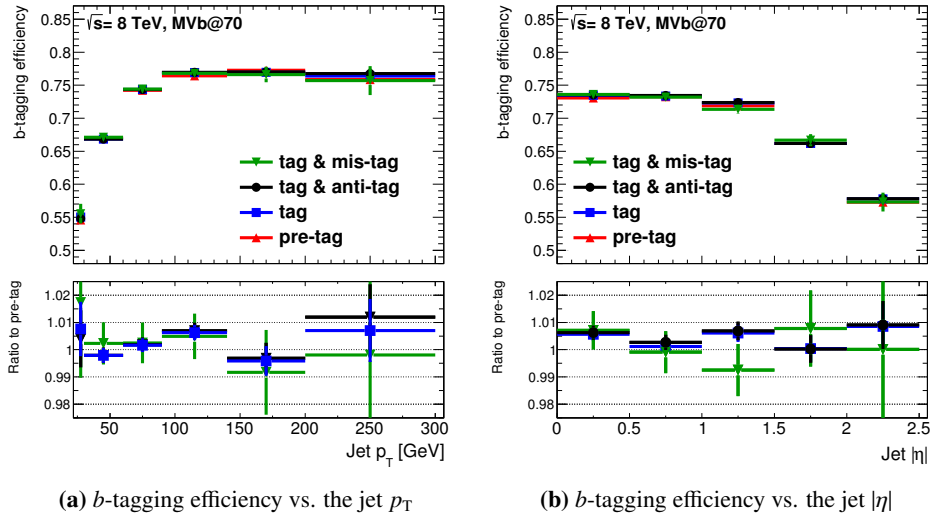 √s= 8 TeV, MVb@70
b-tagging efficiency
0.85
0.8
0.75
0.7
0.65
0.6
0.55
0.5
tag & mis-tag
tag & anti-tag
tag
pre-tag
Ratio to pre-tag
1.02
1.01
1
0.99
0.98
50 100 150 200 250 300
Jet p_T [GeV]
(a) b-tagging efficiency vs. the jet p_T
√s= 8 TeV, MVb@70
b-tagging efficiency
0.85
0.8
0.75
0.7
0.65
0.6
0.55
0.5
tag & mis-tag
tag & anti-tag
tag
pre-tag
Ratio to pre-tag
1.02
1.01
1
0.99
0.98
0 0.5 1 1.5 2 2.5
Jet |η|
(b) b-tagging efficiency vs. the jet |η|